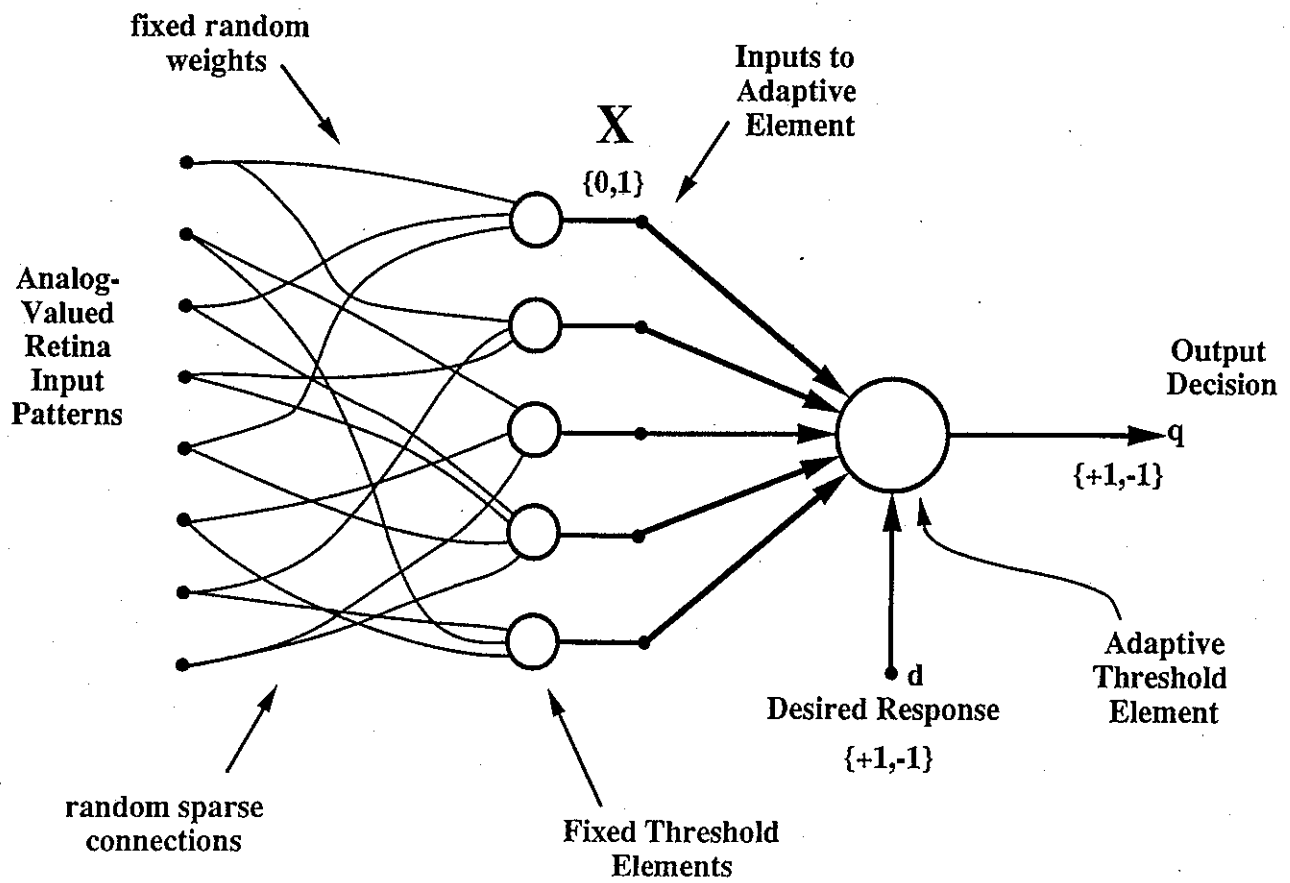 fixed random
weights
Inputs to
Adaptive
Element
X
{0,1}
Analog-
Valued
Retina
Input
Patterns
Output
Decision
q
{+1,-1}
d
Desired Response
{+1,-1}
Adaptive
Threshold
Element
random sparse
connections
Fixed Threshold
Elements